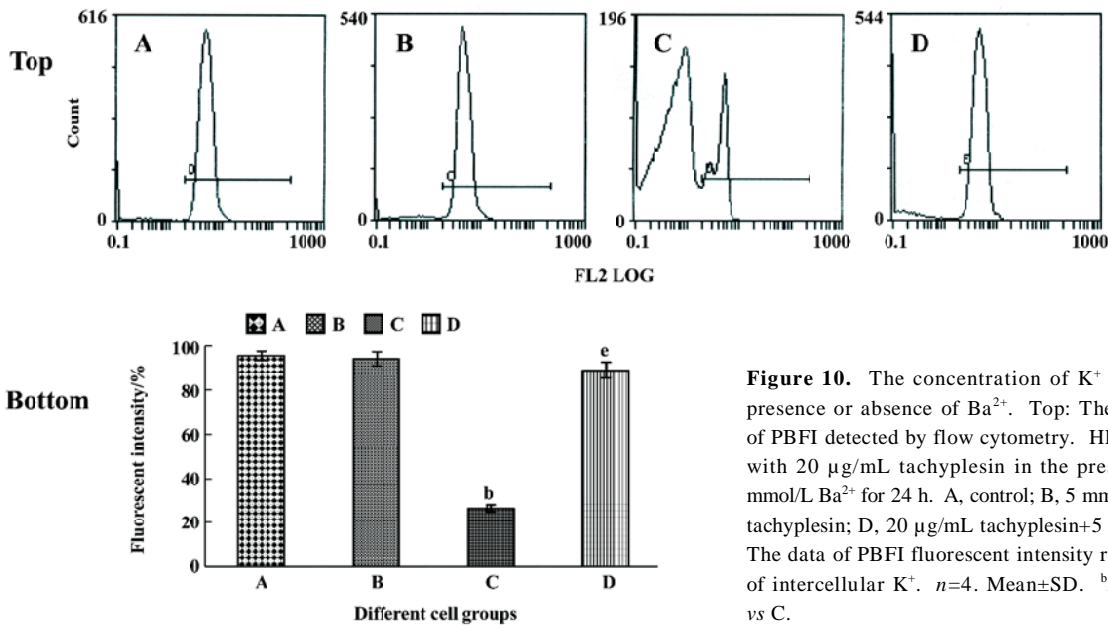 616
540
196
544
A
B
C
D
Top
Count
D
C
E
0
0
0
0
0.1 1000
0.1 1000
0.1 1000
0.1 1000
FL2 LOG
A B C D
Bottom
Fluorescent intensity/%
100
80
60
40
20
0
b
e
A B C D
Different cell groups
Figure 10. The concentration of K⁺
presence or absence of Ba²⁺. Top: The
of PBFI detected by flow cytometry. HI
with 20 µg/mL tachyplesin in the pres
mmol/L Ba²⁺ for 24 h. A, control; B, 5 mm
tachyplesin; D, 20 µg/mL tachyplesin+5
The data of PBFI fluorescent intensity r
of intercellular K⁺. n=4. Mean±SD. ᵇ
vs C.